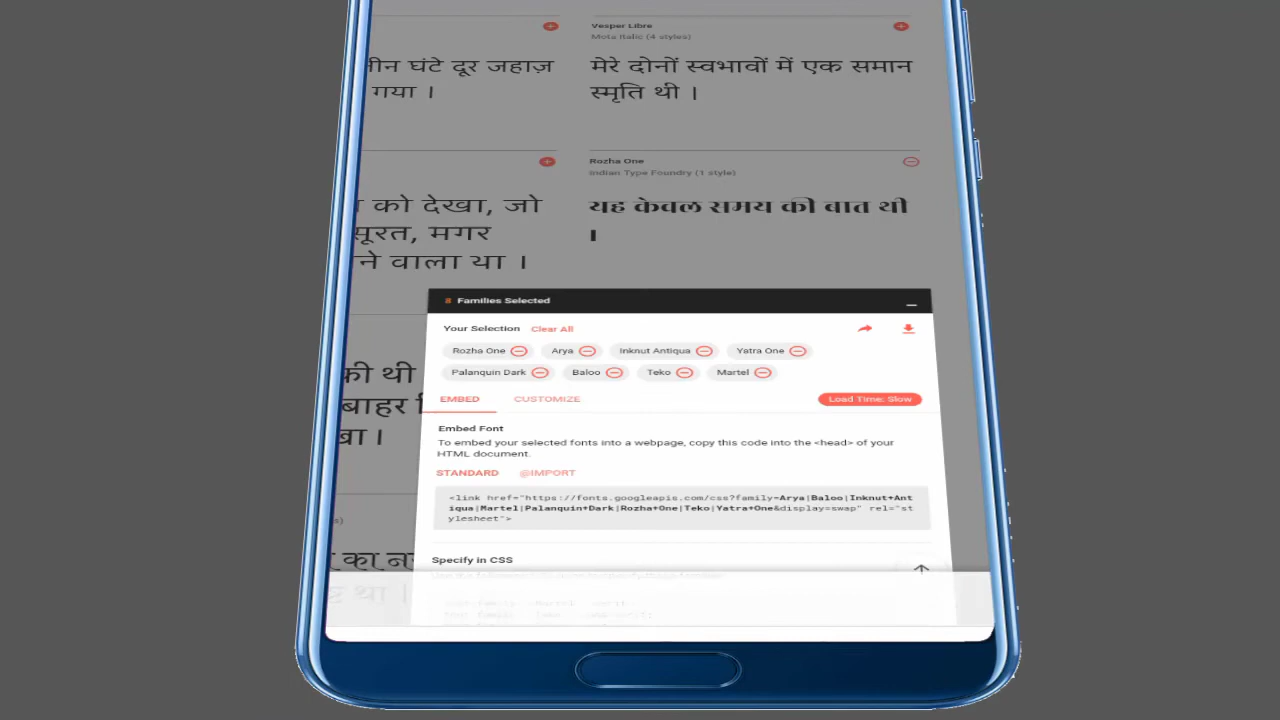 Vesper Libre
Mota Italic (4 styles)
तीन घंटे दूर जहाज़
गया ।
मेरे दोनों स्वभावों में एक समान
स्मृति थी ।
Rozha One
Indian Type Foundry (1 style)
को देखा, जो
सूरत, मगर
ने वाला था ।
यह केवल समय की बात थी
।
की थी
बाहर
का
था ।
8 Families Selected
Your Selection Clear All
Rozha One Arya Inknut Antiqua Yatra One
Palanquin Dark Baloo Teko Martel
EMBED CUSTOMIZE Load Time: Slow
Embed Font
To embed your selected fonts into a webpage, copy this code into the <head> of your
HTML document.
STANDARD @IMPORT
<link href="https://fonts.googleapis.com/css?family=Arya|Baloo|Inknut+Ant
iqua|Martel|Palanquin+Dark|Rozha+One|Teko|Yatra+One&display=swap" rel="st
ylesheet">
Specify in CSS